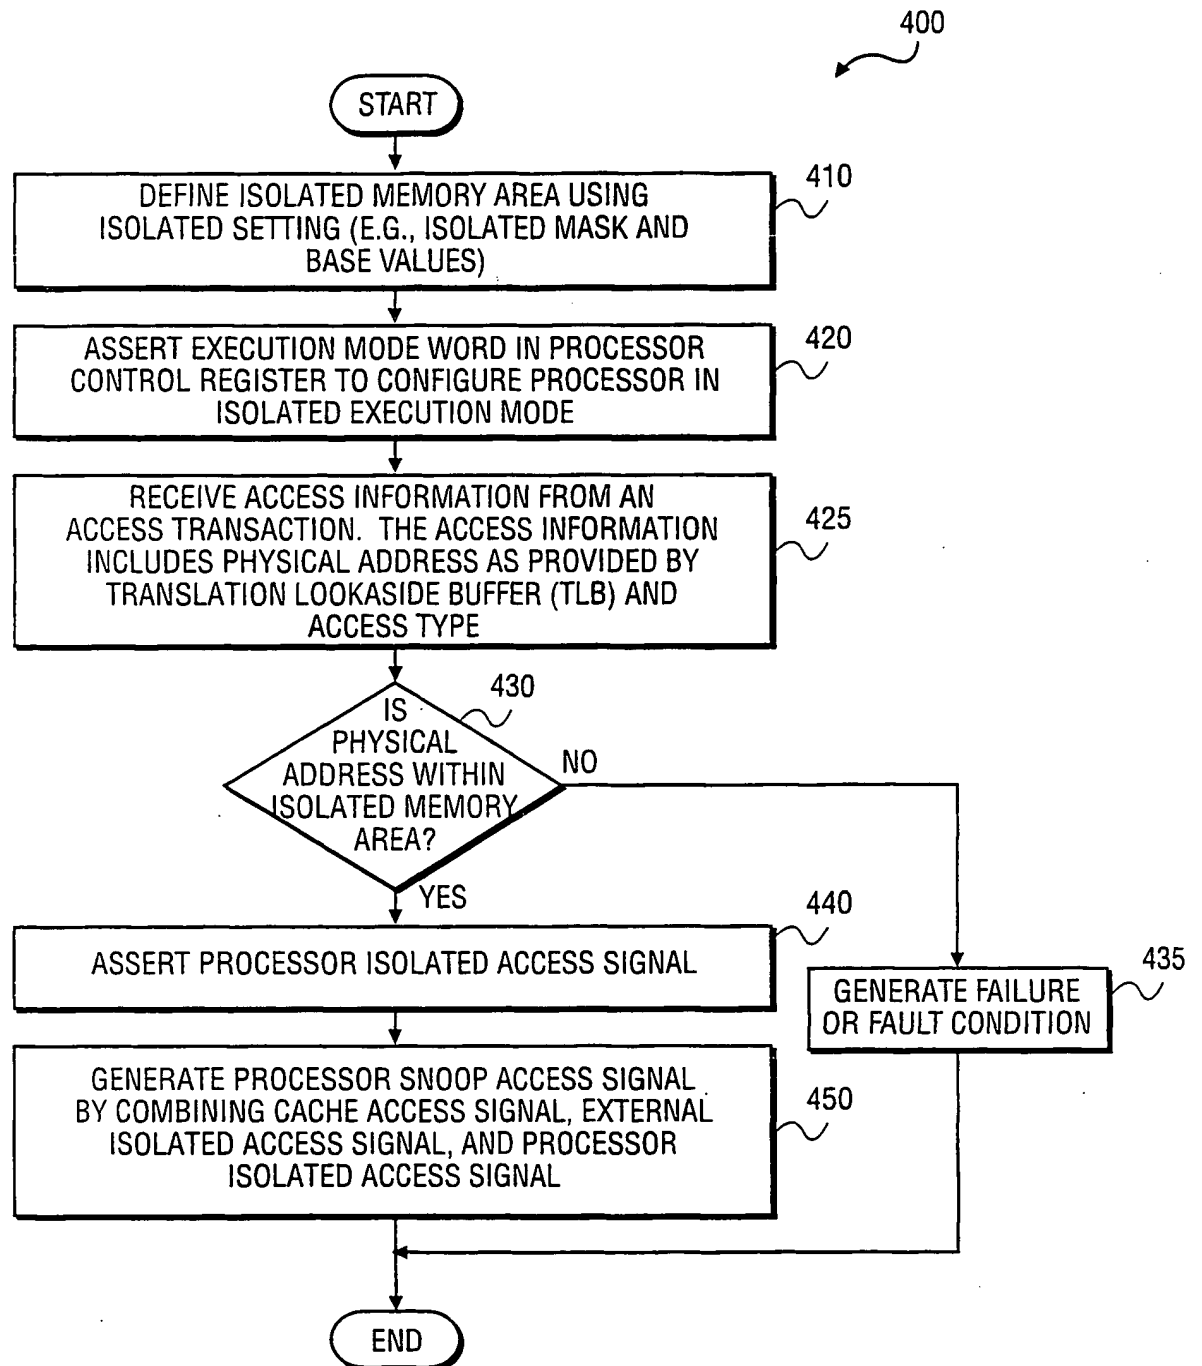 400
START
410
DEFINE ISOLATED MEMORY AREA USING
ISOLATED SETTING (E.G., ISOLATED MASK AND
BASE VALUES)
420
ASSERT EXECUTION MODE WORD IN PROCESSOR
CONTROL REGISTER TO CONFIGURE PROCESSOR IN
ISOLATED EXECUTION MODE
425
RECEIVE ACCESS INFORMATION FROM AN
ACCESS TRANSACTION. THE ACCESS INFORMATION
INCLUDES PHYSICAL ADDRESS AS PROVIDED BY
TRANSLATION LOOKASIDE BUFFER (TLB) AND
ACCESS TYPE
430
IS
PHYSICAL
ADDRESS WITHIN
ISOLATED MEMORY
AREA?
NO
YES
440
ASSERT PROCESSOR ISOLATED ACCESS SIGNAL
435
GENERATE FAILURE
OR FAULT CONDITION
450
GENERATE PROCESSOR SNOOP ACCESS SIGNAL
BY COMBINING CACHE ACCESS SIGNAL, EXTERNAL
ISOLATED ACCESS SIGNAL, AND PROCESSOR
ISOLATED ACCESS SIGNAL
END